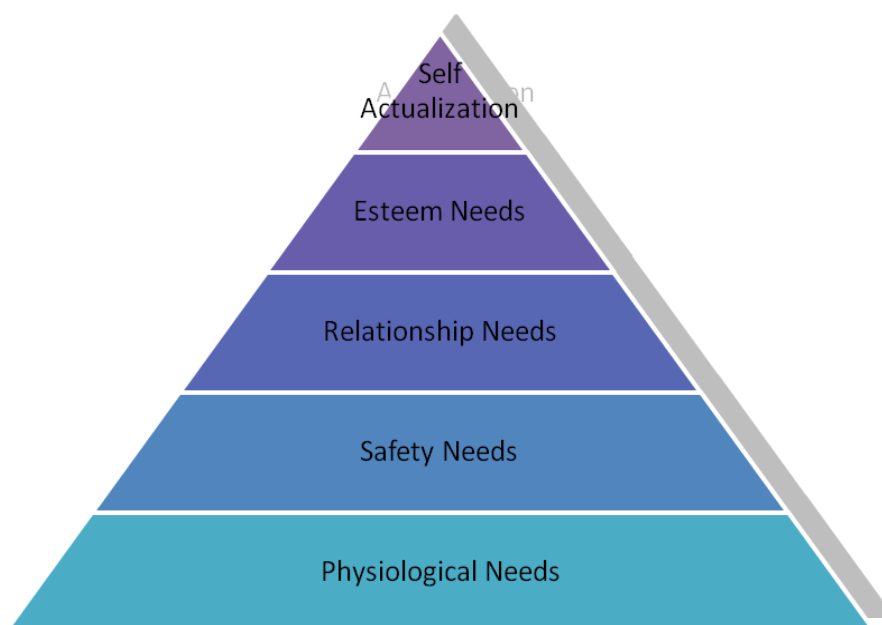 Self
Actualization
Esteem Needs
Relationship Needs
Safety Needs
Physiological Needs